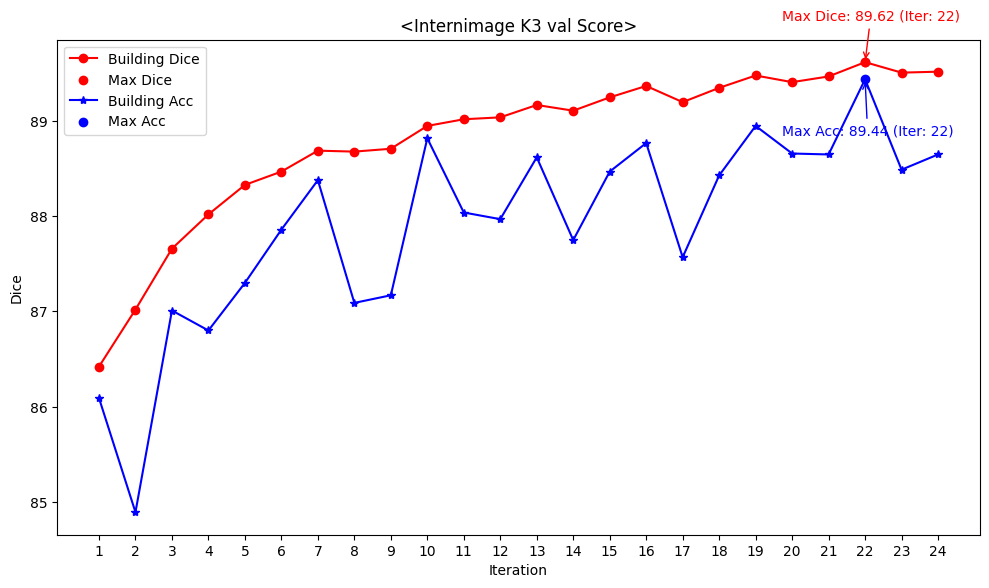 Max Dice: 89.62 (Iter: 22)
<Internimage K3 val Score>
Building Dice
Max Dice
Building Acc
Max Acc
Max Acc: 89.44 (Iter: 22)
Dice
89
88
87
86
85
1 2 3 4 5 6 7 8 9 10 11 12 13 14 15 16 17 18 19 20 21 22 23 24
Iteration